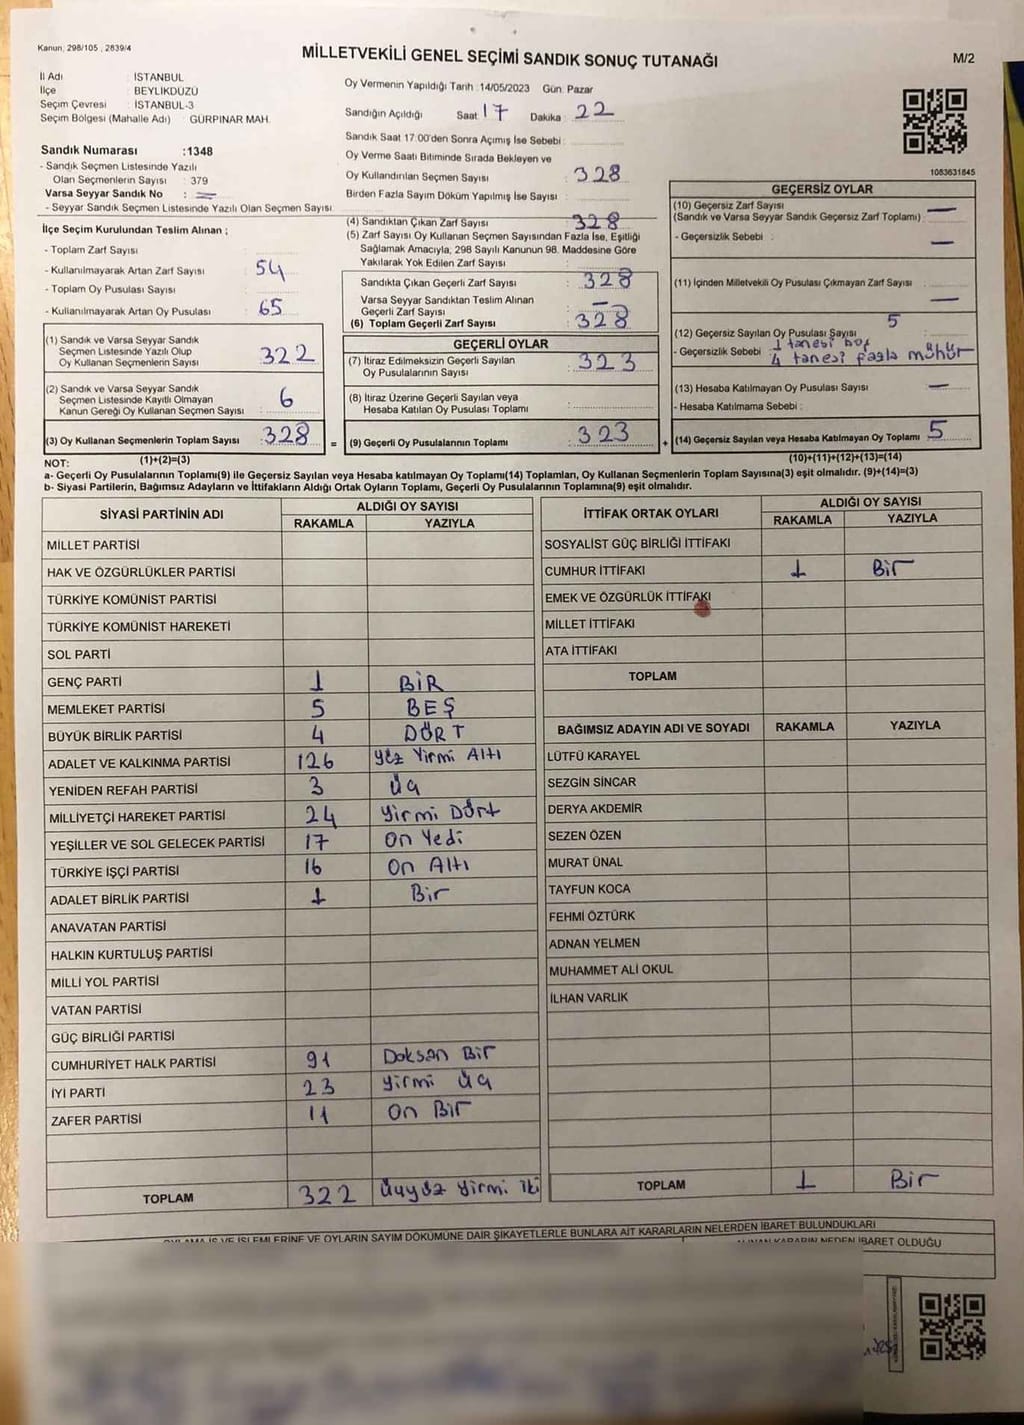 Kanun; 298/105 , 2839/4
MİLLETVEKİLİ GENEL SEÇİMİ SANDIK SONUÇ TUTANAĞI
M/2
İl Adı : İSTANBUL
İlçe : BEYLİKDÜZÜ
Seçim Çevresi : İSTANBUL-3
Seçim Bölgesi (Mahalle Adı) : GÜRPINAR MAH.
Oy Vermenin Yapıldığı Tarih :14/05/2023 Gün: Pazar
Sandığın Açıldığı Saat: 17 Dakika: 22
Sandık Saat 17:00'den Sonra Açımış İse Sebebi :
Oy Verme Saati Bitiminde Sırada Bekleyen ve
Oy Kullandırılan Seçmen Sayısı : 328
Birden Fazla Sayım Döküm Yapılmış İse Sayısı :
Sandık Numarası :1348
- Sandık Seçmen Listesinde Yazılı
Olan Seçmenlerin Sayısı : 379
Varsa Seyyar Sandık No : =
- Seyyar Sandık Seçmen Listesinde Yazılı Olan Seçmen Sayısı :
1083631845
İlçe Seçim Kurulundan Teslim Alınan ;
- Toplam Zarf Sayısı :
- Kullanılmayarak Artan Zarf Sayısı : 54
- Toplam Oy Pusulası Sayısı :
- Kullanılmayarak Artan Oy Pusulası : 65
(1) Sandık ve Varsa Seyyar Sandık
Seçmen Listesinde Yazılı Olup
Oy Kullanan Seçmenlerin Sayısı : 322
(2) Sandık ve Varsa Seyyar Sandık
Seçmen Listesinde Kayıtlı Olmayan
Kanun Gereği Oy Kullanan Seçmen Sayısı : 6
(3) Oy Kullanan Seçmenlerin Toplam Sayısı : 328
(1)+(2)=(3)
(4) Sandıktan Çıkan Zarf Sayısı : 328
(5) Zarf Sayısı Oy Kullanan Seçmen Sayısından Fazla İse, Eşitliği
Sağlamak Amacıyla, 298 Sayılı Kanunun 98. Maddesine Göre
Yakılarak Yok Edilen Zarf Sayısı :
Sandıkta Çıkan Geçerli Zarf Sayısı : 328
Varsa Seyyar Sandıktan Teslim Alınan
Geçerli Zarf Sayısı : -
(6) Toplam Geçerli Zarf Sayısı : 328
GEÇERLİ OYLAR
(7) İtiraz Edilmeksizin Geçerli Sayılan
Oy Pusulalarının Sayısı : 323
(8) İtiraz Üzerine Geçerli Sayılan veya
Hesaba Katılan Oy Pusulası Toplamı :
= (9) Geçerli Oy Pusulalarının Toplamı : 323
GEÇERSİZ OYLAR
(10) Geçersiz Zarf Sayısı : -
(Sandık ve Varsa Seyyar Sandık Geçersiz Zarf Toplamı)
- Geçersizlik Sebebi : -
(11) İçinden Milletvekili Oy Pusulası Çıkmayan Zarf Sayısı : -
(12) Geçersiz Sayılan Oy Pusulası Sayısı : 5
- Geçersizlik Sebebi : 1 tanesi boş
4 tanesi fazla mühür
(13) Hesaba Katılmayan Oy Pusulası Sayısı : -
- Hesaba Katılmama Sebebi :
+ (14) Geçersiz Sayılan veya Hesaba Katılmayan Oy Toplamı : 5
(10)+(11)+(12)+(13)=(14)
NOT:
a- Geçerli Oy Pusulalarının Toplamı(9) ile Geçersiz Sayılan veya Hesaba katılmayan Oy Toplamı(14) Toplamları, Oy Kullanan Seçmenlerin Toplam Sayısına(3) eşit olmalıdır. (9)+(14)=(3)
b- Siyasi Partilerin, Bağımsız Adayların ve İttifakların Aldığı Ortak Oyların Toplamı, Geçerli Oy Pusulalarının Toplamına(9) eşit olmalıdır.
SİYASİ PARTİNİN ADI ALDIĞI OY SAYISI
RAKAMLA YAZIYLA
MİLLET PARTİSİ
HAK VE ÖZGÜRLÜKLER PARTİSİ
TÜRKİYE KOMÜNİST PARTİSİ
TÜRKİYE KOMÜNİST HAREKETİ
SOL PARTİ
GENÇ PARTİ 1 BİR
MEMLEKET PARTİSİ 5 BEŞ
BÜYÜK BİRLİK PARTİSİ 4 DÖRT
ADALET VE KALKINMA PARTİSİ 126 Yüz Yirmi Altı
YENİDEN REFAH PARTİSİ 3 Üç
MİLLİYETÇİ HAREKET PARTİSİ 24 Yirmi Dört
YEŞİLLER VE SOL GELECEK PARTİSİ 17 On Yedi
TÜRKİYE İŞÇİ PARTİSİ 16 On Altı
ADALET BİRLİK PARTİSİ 1 Bir
ANAVATAN PARTİSİ
HALKIN KURTULUŞ PARTİSİ
MİLLİ YOL PARTİSİ
VATAN PARTİSİ
GÜÇ BİRLİĞİ PARTİSİ
CUMHURİYET HALK PARTİSİ 91 Doksan Bir
İYİ PARTİ 23 Yirmi Üç
ZAFER PARTİSİ 11 On Bir
TOPLAM 322 Üçyüz Yirmi İki
İTTİFAK ORTAK OYLARI ALDIĞI OY SAYISI
RAKAMLA YAZIYLA
SOSYALİST GÜÇ BİRLİĞİ İTTİFAKI
CUMHUR İTTİFAKI 1 Bir
EMEK VE ÖZGÜRLÜK İTTİFAKI
MİLLET İTTİFAKI
ATA İTTİFAKI
TOPLAM
BAĞIMSIZ ADAYIN ADI VE SOYADI RAKAMLA YAZIYLA
LÜTFÜ KARAYEL
SEZGİN SİNCAR
DERYA AKDEMİR
SEZEN ÖZEN
MURAT ÜNAL
TAYFUN KOCA
FEHMİ ÖZTÜRK
ADNAN YELMEN
MUHAMMET ALİ OKUL
İLHAN VARLIK
TOPLAM 1 Bir
OYLAMA İŞ VE İŞLEMLERİNE VE OYLARIN SAYIM DÖKÜMÜNE DAİR ŞİKAYETLERLE BUNLARA AİT KARARLARIN NELERDEN İBARET BULUNDUKLARI
KARARIN NEDEN İBARET OLDUĞU